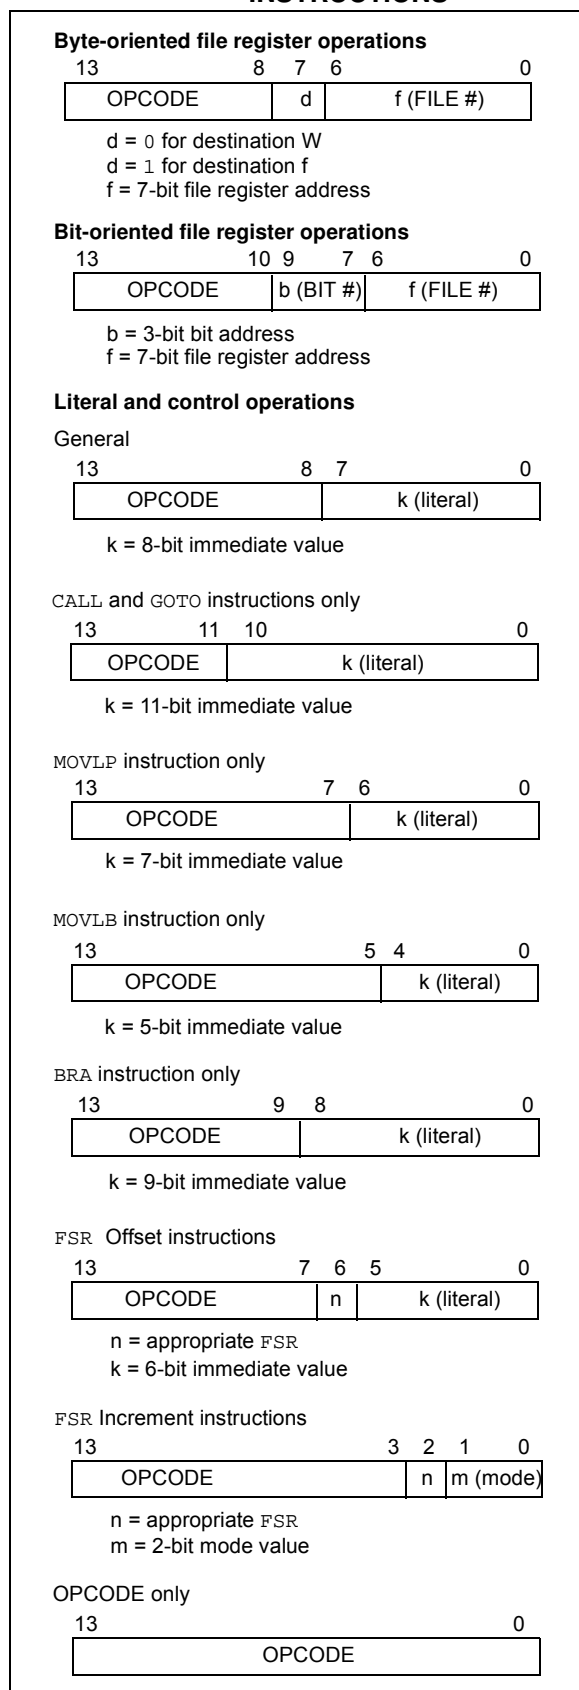 INSTRUCTIONS
Byte-oriented file register operations
13 8 7 6 0
OPCODE d f (FILE #)
d = 0 for destination W
d = 1 for destination f
f = 7-bit file register address
Bit-oriented file register operations
13 10 9 7 6 0
OPCODE b (BIT #) f (FILE #)
b = 3-bit bit address
f = 7-bit file register address
Literal and control operations
General
13 8 7 0
OPCODE k (literal)
k = 8-bit immediate value
CALL and GOTO instructions only
13 11 10 0
OPCODE k (literal)
k = 11-bit immediate value
MOVLP instruction only
13 7 6 0
OPCODE k (literal)
k = 7-bit immediate value
MOVLB instruction only
13 5 4 0
OPCODE k (literal)
k = 5-bit immediate value
BRA instruction only
13 9 8 0
OPCODE k (literal)
k = 9-bit immediate value
FSR Offset instructions
13 7 6 5 0
OPCODE n k (literal)
n = appropriate FSR
k = 6-bit immediate value
FSR Increment instructions
13 3 2 1 0
OPCODE n m (mode)
n = appropriate FSR
m = 2-bit mode value
OPCODE only
13 0
OPCODE